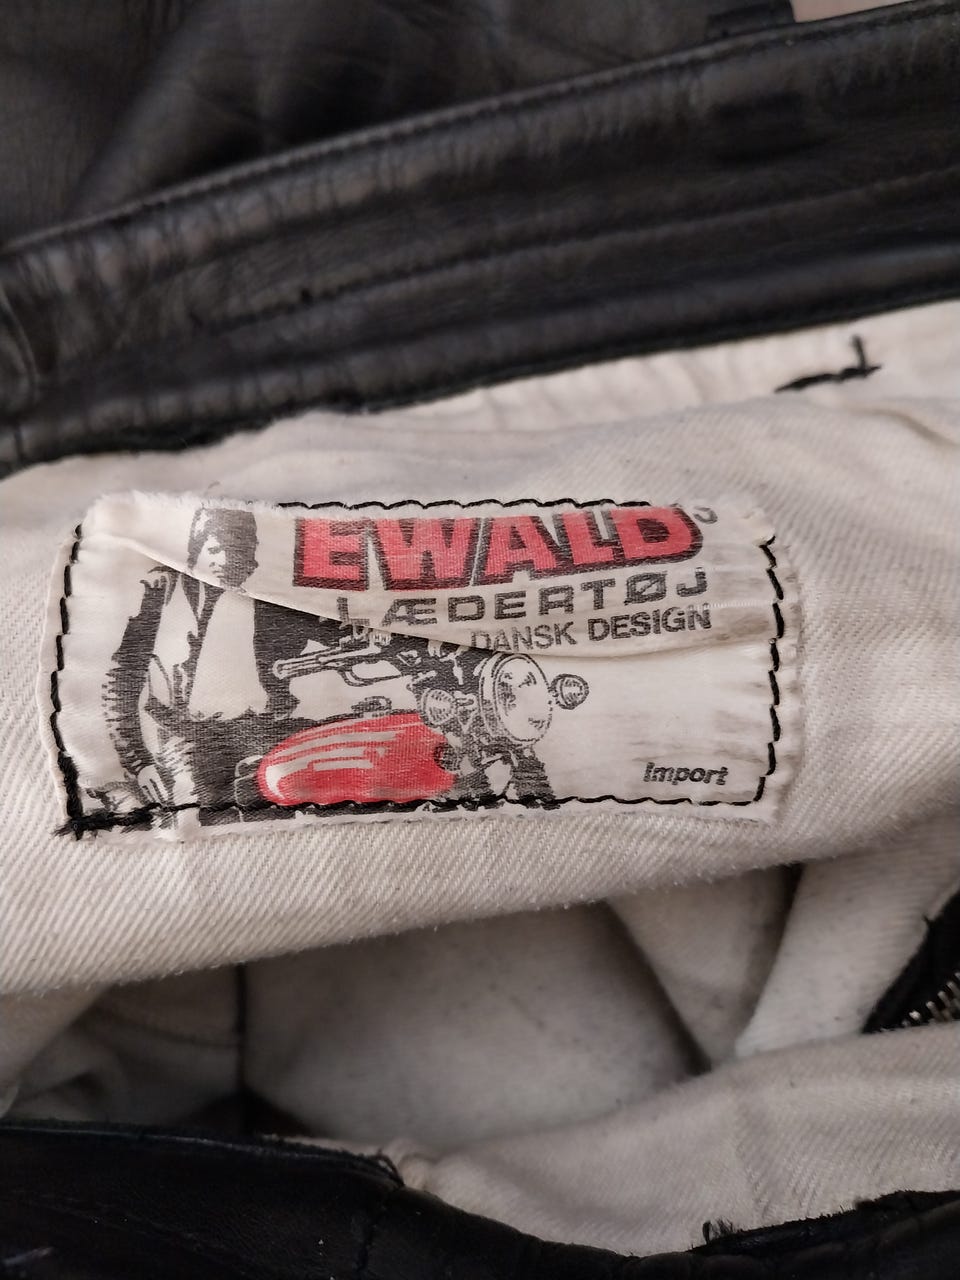 EWALD
LÆDERTØJ
DANSK DESIGN
Import